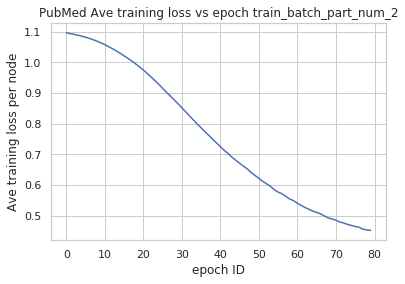 PubMed Ave training loss vs epoch train_batch_part_num_2
1.1
1.0
0.9
0.8
0.7
0.6
0.5
Ave training loss per node
0 10 20 30 40 50 60 70 80
epoch ID